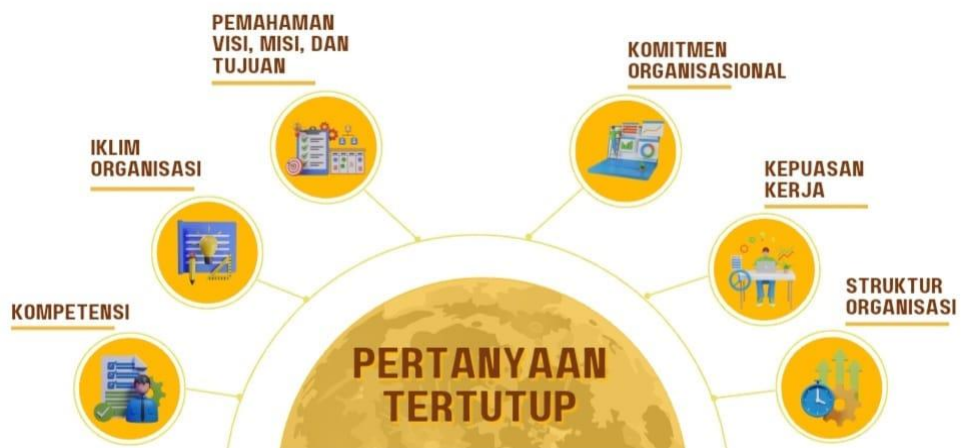 PEMAHAMAN
VISI, MISI, DAN
TUJUAN
KOMITMEN
ORGANISASIONAL
IKLIM
ORGANISASI
KEPUASAN
KERJA
KOMPETENSI
STRUKTUR
ORGANISASI
PERTANYAAN
TERTUTUP